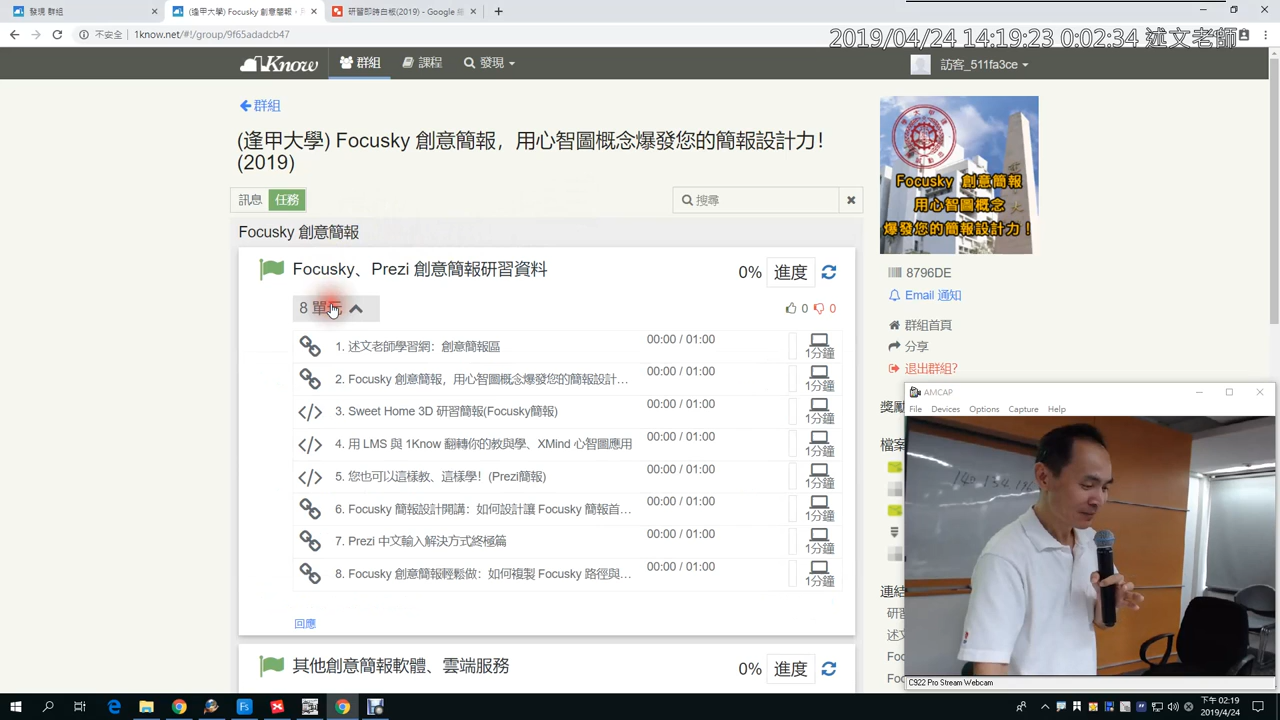 發現 群組
(逢甲大學) Focusky 創意簡報，
研習即時白板(2019) - Google 
不安全 | 1know.net/#!/group/9f65adadcb47
2019/04/24 14:19:23 0:02:34 述文老師
1Know 群組 課程 發現 訪客_511fa3ce
群組
(逢甲大學) Focusky 創意簡報，用心智圖概念爆發您的簡報設計力！
(2019)
訊息 任務 搜尋
Focusky 創意簡報
Focusky、Prezi 創意簡報研習資料 0% 進度
8 單元 0 0
1. 述文老師學習網：創意簡報區 00:00 / 01:00 1分鐘
2. Focusky 創意簡報，用心智圖概念爆發您的簡報設計… 00:00 / 01:00 1分鐘
3. Sweet Home 3D 研習簡報(Focusky簡報) 00:00 / 01:00 1分鐘
4. 用 LMS 與 1Know 翻轉你的教與學、XMind 心智圖應用 00:00 / 01:00 1分鐘
5. 您也可以這樣教、這樣學！(Prezi簡報) 00:00 / 01:00 1分鐘
6. Focusky 簡報設計開講：如何設計讓 Focusky 簡報首… 00:00 / 01:00 1分鐘
7. Prezi 中文輸入解決方式終極篇 00:00 / 01:00 1分鐘
8. Focusky 創意簡報輕鬆做：如何複製 Focusky 路徑與… 00:00 / 01:00 1分鐘
回應
其他創意簡報軟體、雲端服務 0% 進度
Focusky 創意簡報
用心智圖概念
爆發您的簡報設計力！
8796DE
Email 通知
群組首頁
分享
退出群組?
獎勵
檔案
連結
研習
述文
Foc
Foc
AMCAP
File Devices Options Capture Help
C922 Pro Stream Webcam
下午 02:19
2019/4/24